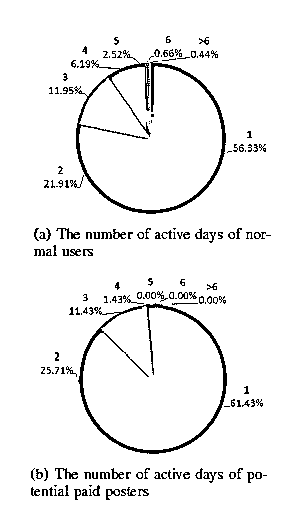 5 6 >6
4 2.52% 0.66% 0.44%
6.19%
3
11.95%
1
56.33%
2
21.91%
(a) The number of active days of nor-
mal users
5 6 >6
4 0.00% 0.00% 0.00%
3 1.43%
11.43%
2
25.71%
1
61.43%
(b) The number of active days of po-
tential paid posters